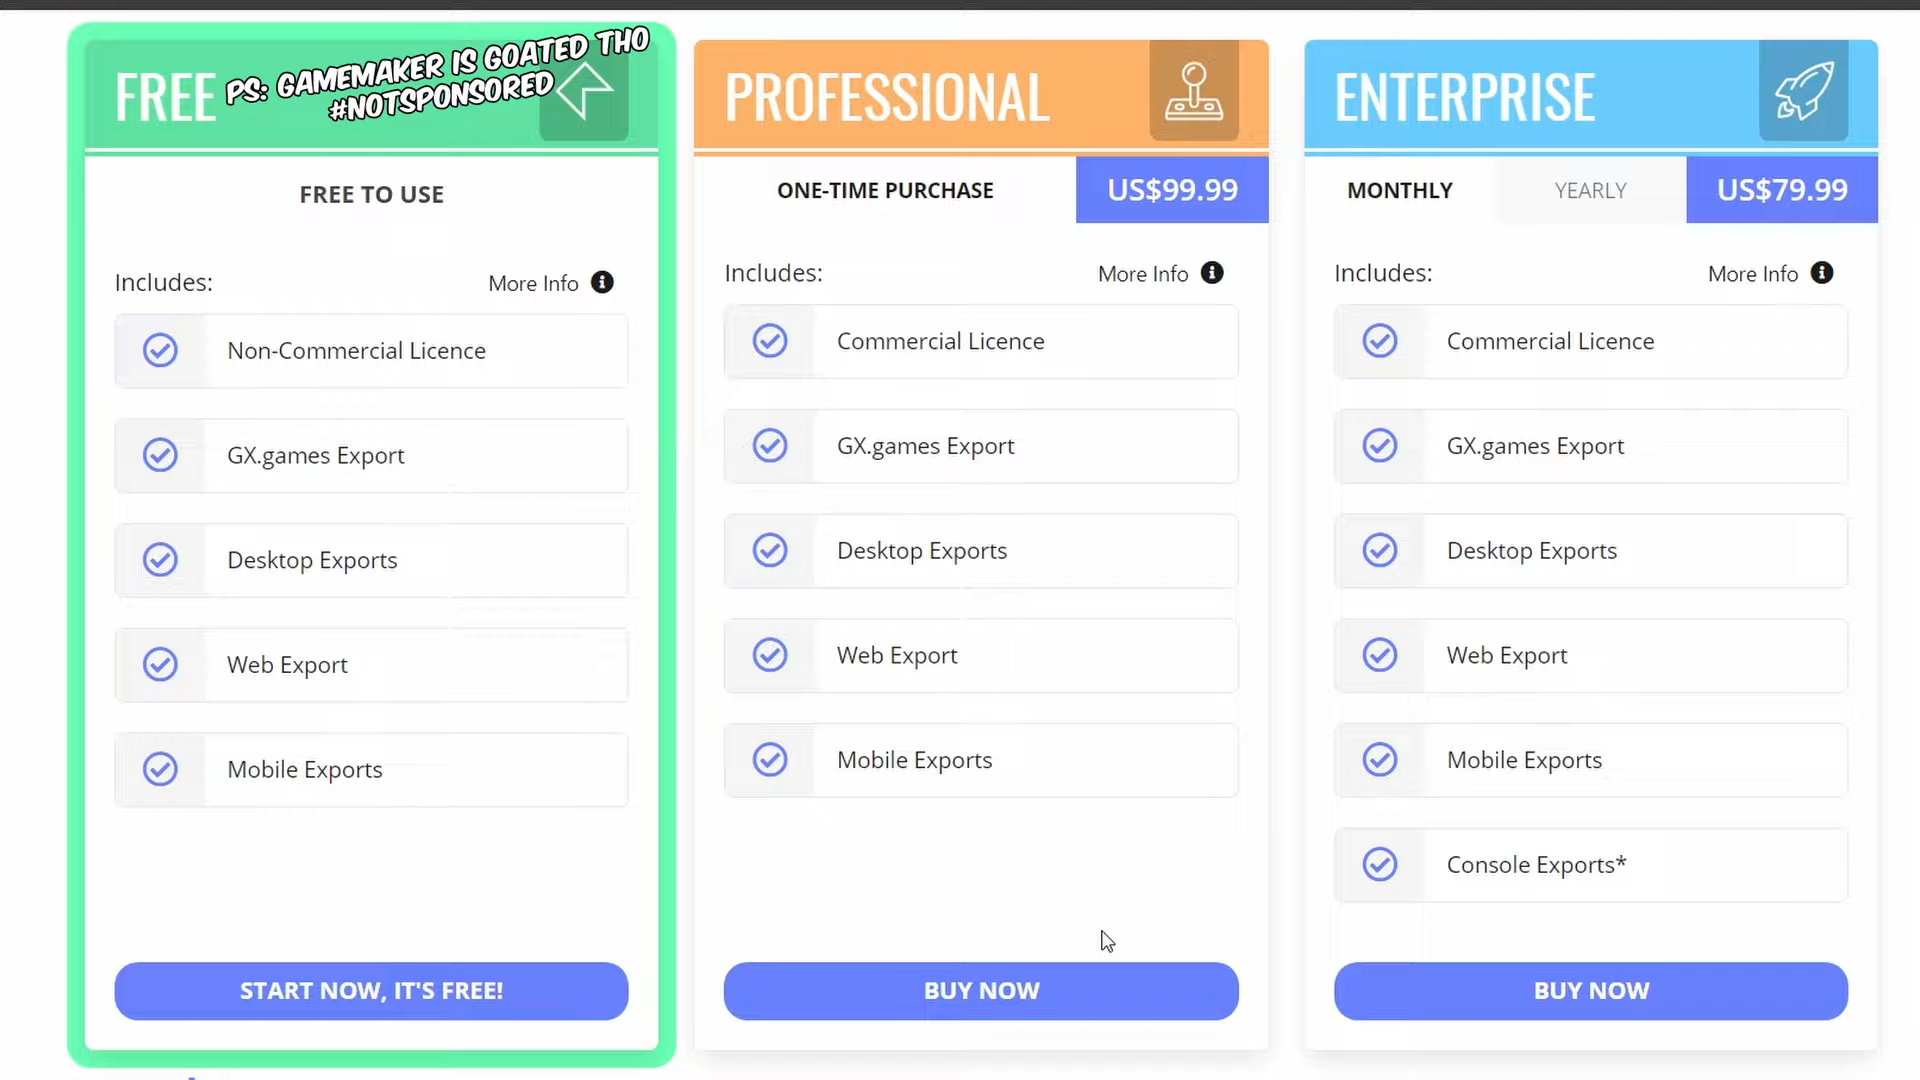 FREE
PS: GAMEMAKER IS GOATED THO
#NOTSPONSORED
FREE TO USE
Includes:
More Info
Non-Commercial Licence
GX.games Export
Desktop Exports
Web Export
Mobile Exports
START NOW, IT'S FREE!
PROFESSIONAL
ONE-TIME PURCHASE
US$99.99
Includes:
More Info
Commercial Licence
GX.games Export
Desktop Exports
Web Export
Mobile Exports
BUY NOW
ENTERPRISE
MONTHLY
YEARLY
US$79.99
Includes:
More Info
Commercial Licence
GX.games Export
Desktop Exports
Web Export
Mobile Exports
Console Exports*
BUY NOW